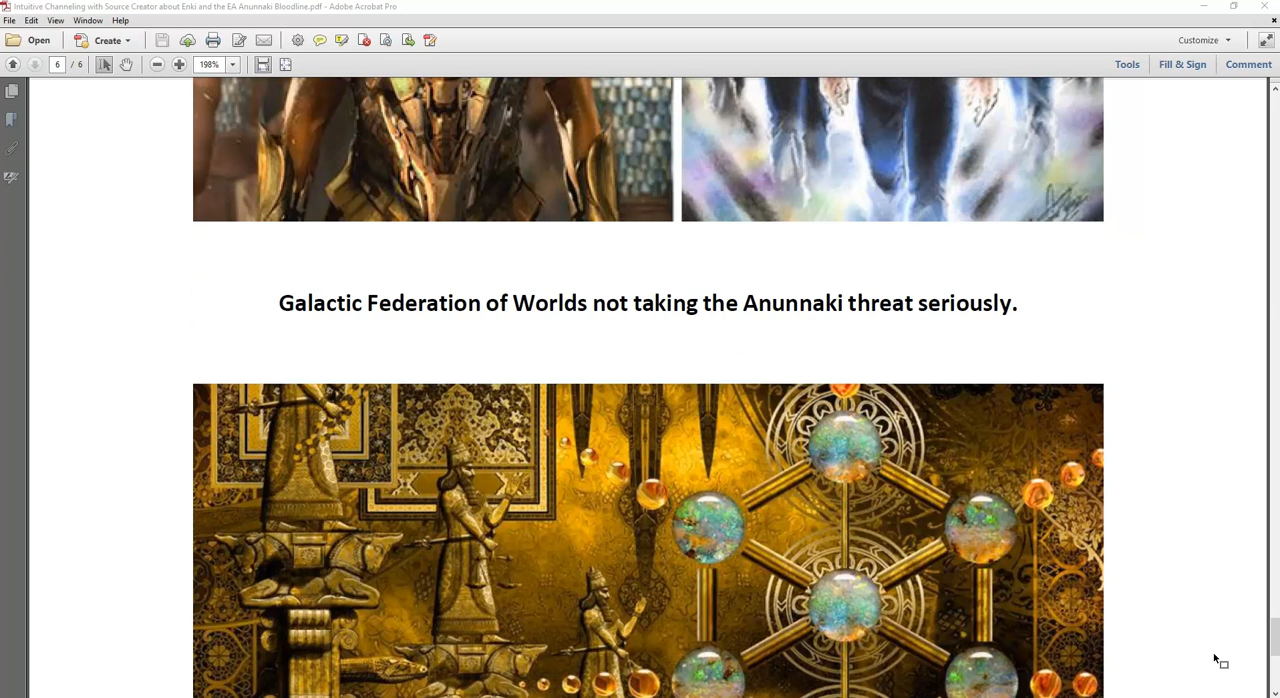 Intuitive Channeling with Source Creator about Enki and the EA Anunnaki Bloodline.pdf - Adobe Acrobat Pro
File Edit View Window Help
Open Create Customize
6 / 6 198% Tools Fill & Sign Comment
Galactic Federation of Worlds not taking the Anunnaki threat seriously.